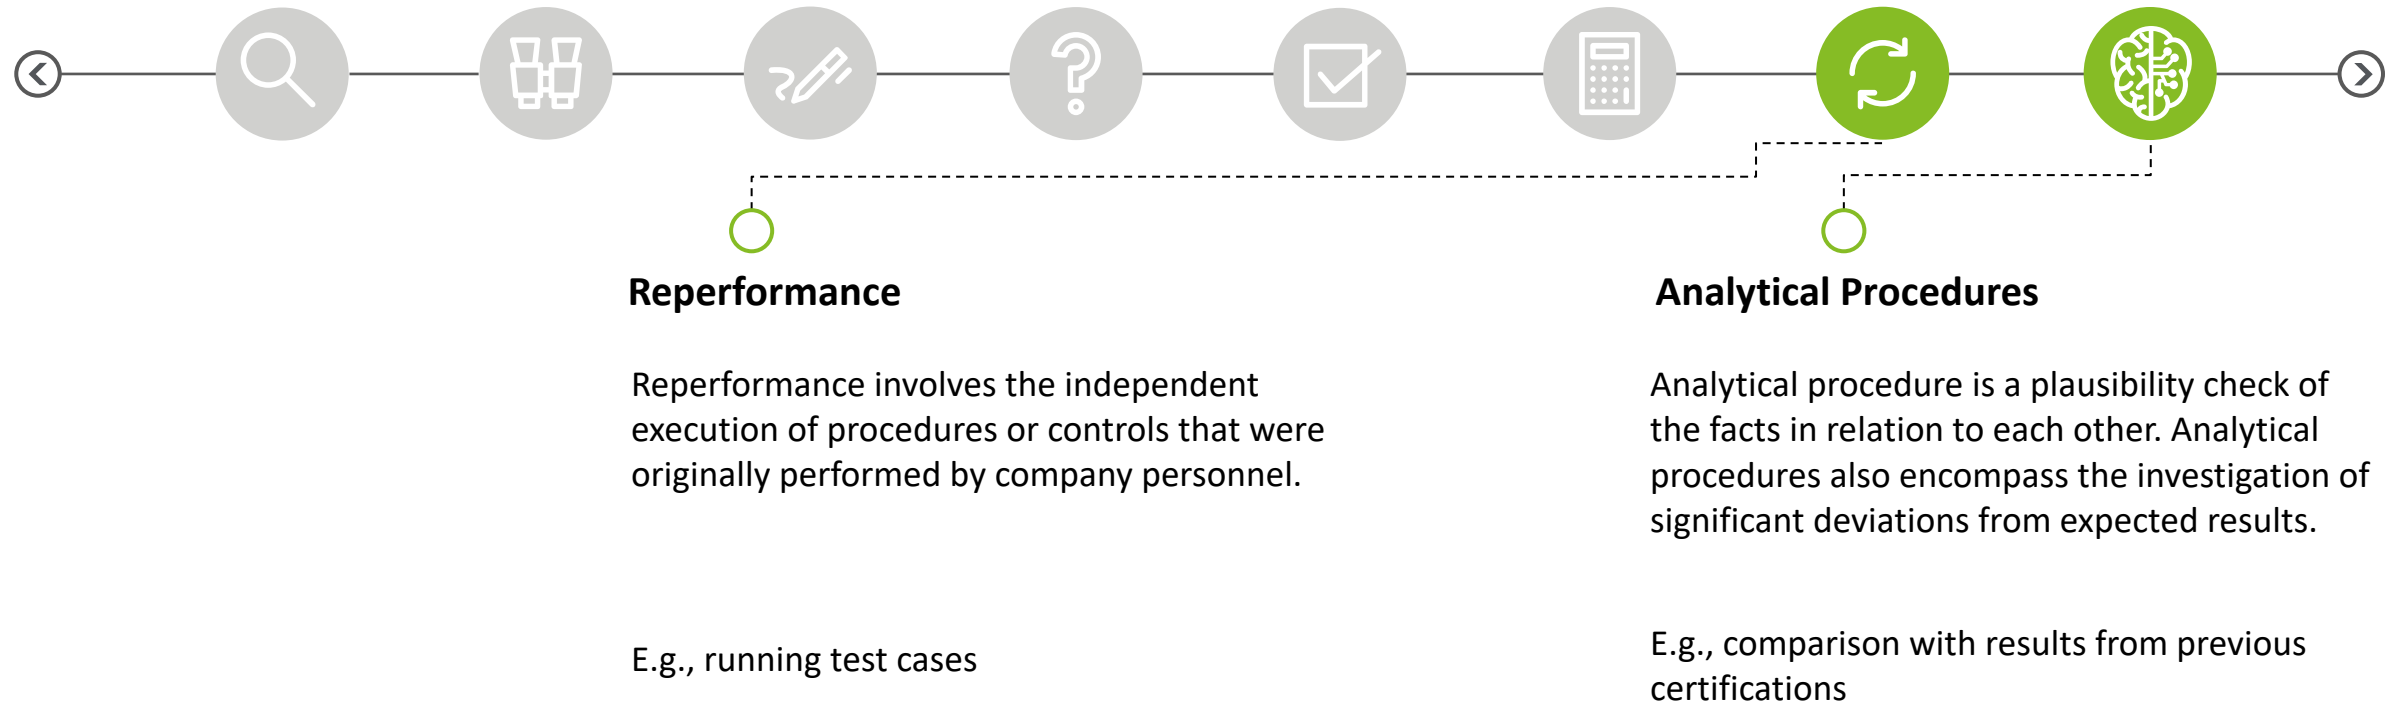 Reperformance
Reperformance involves the independent
execution of procedures or controls that were
originally performed by company personnel.
E.g., running test cases
Analytical Procedures
Analytical procedure is a plausibility check of
the facts in relation to each other. Analytical
procedures also encompass the investigation of
significant deviations from expected results.
E.g., comparison with results from previous
certifications